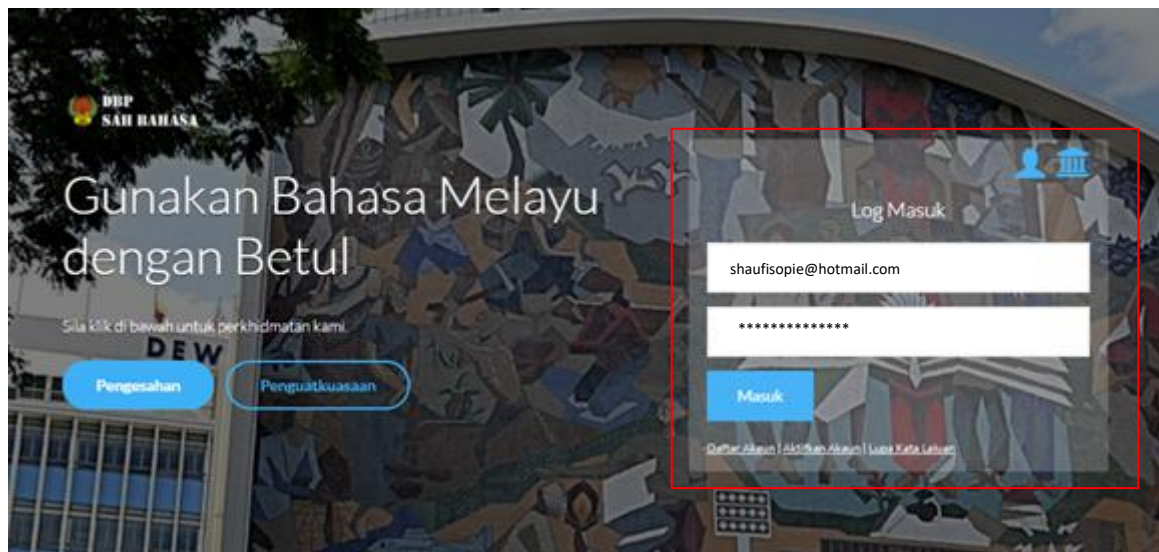 DBP
SAH BAHASA
Gunakan Bahasa Melayu
dengan Betul
Sila klik di bawah untuk perkhidmatan kami.
DEW
Pengesahan
Penguatkuasaan
Log Masuk
shaufisopie@hotmail.com
**************
Masuk
Daftar Akaun | Aktifkan Akaun | Lupa Kata Laluan